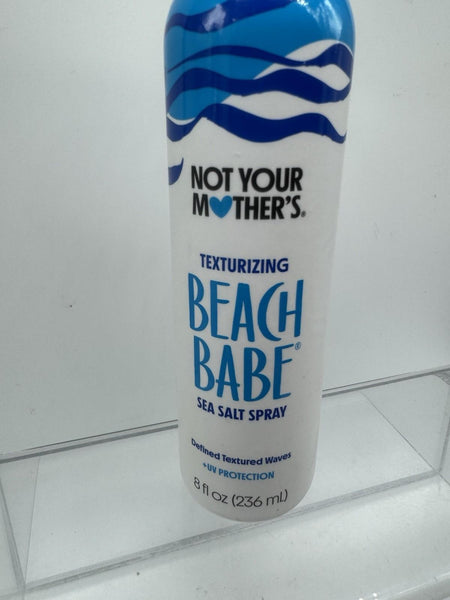 NOT YOUR
MOTHER'S®
TEXTURIZING
BEACH
BABE®
SEA SALT SPRAY
Defined Textured Waves
+UV PROTECTION
8 fl oz (236 mL)